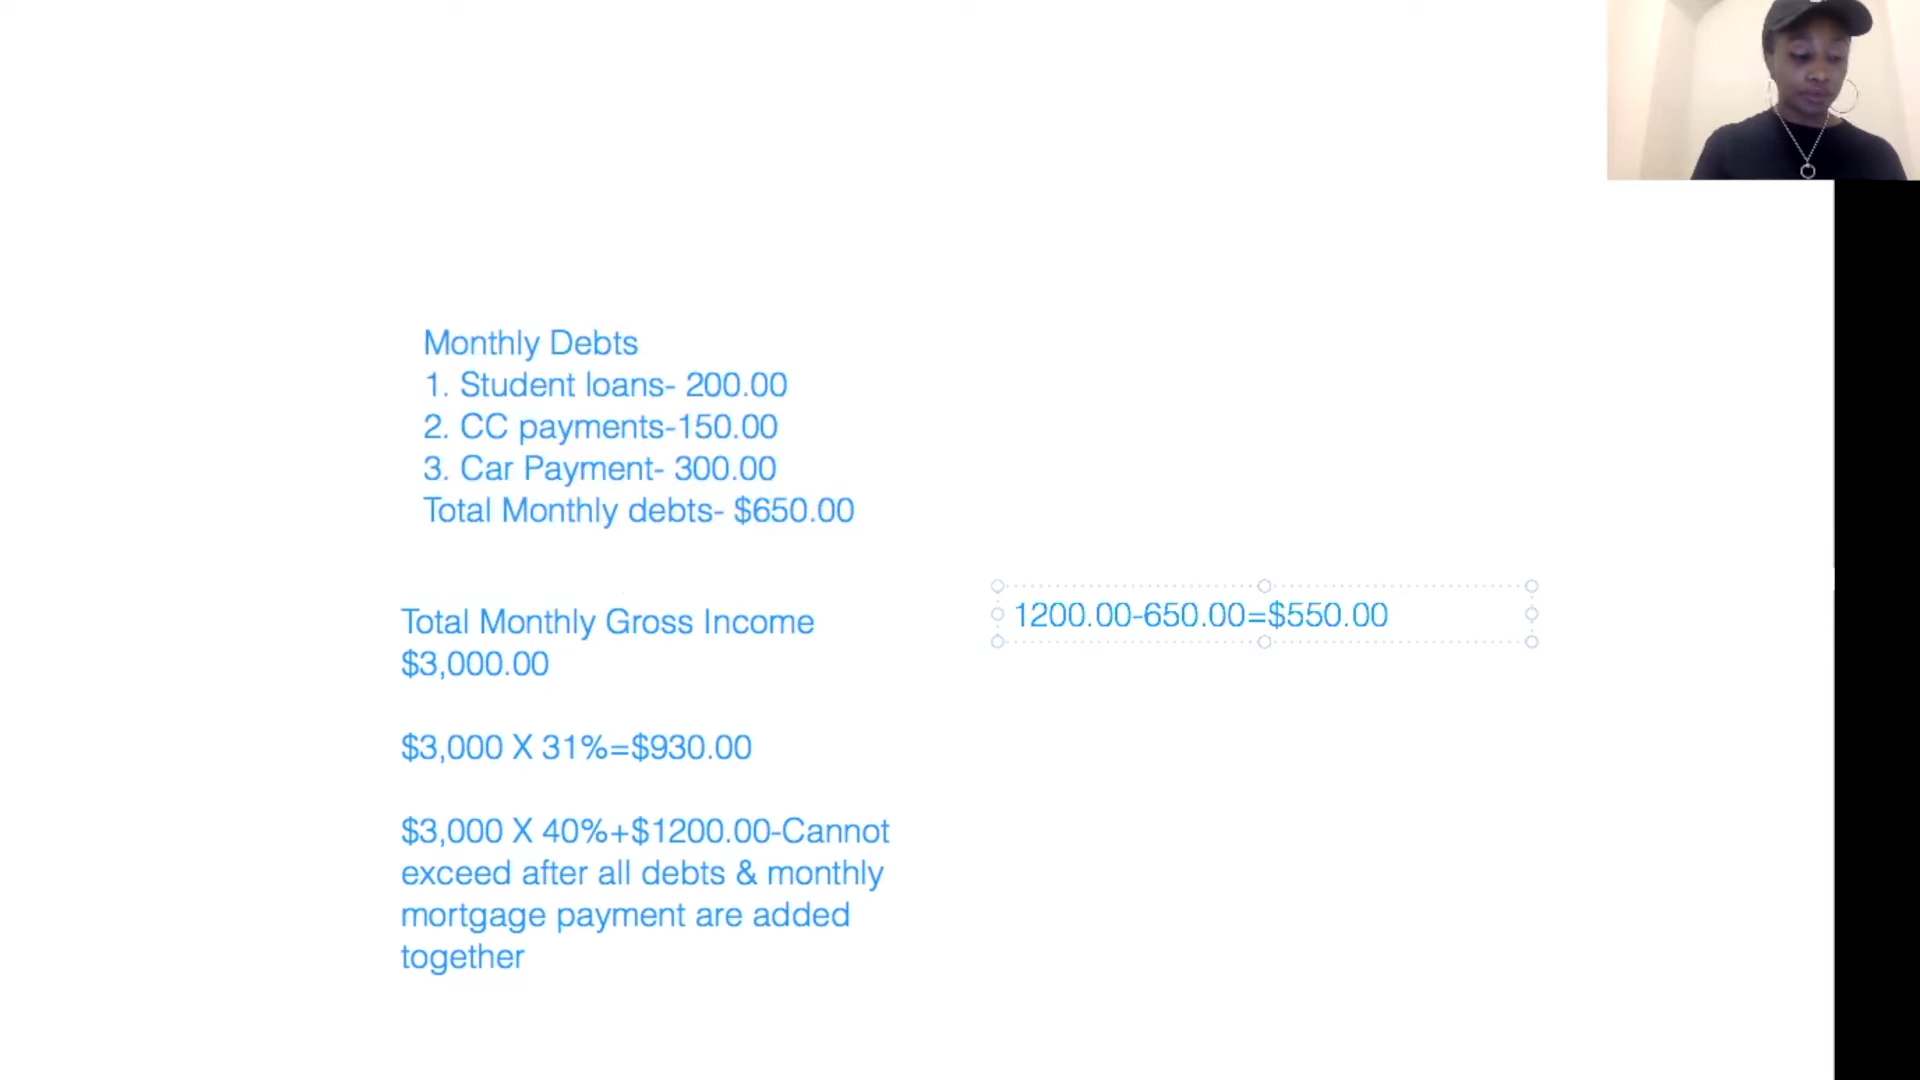 Monthly Debts
1. Student loans- 200.00
2. CC payments-150.00
3. Car Payment- 300.00
Total Monthly debts- $650.00
Total Monthly Gross Income
$3,000.00
$3,000 X 31%=$930.00
$3,000 X 40%+$1200.00-Cannot
exceed after all debts & monthly
mortgage payment are added
together
1200.00-650.00=$550.00